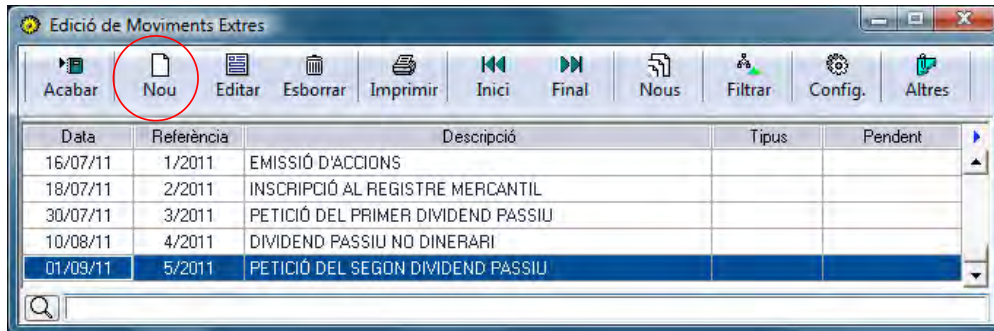 Edició de Moviments Extres
Acabar Nou Editar Esborrar Imprimir Inici Final Nous Filtrar Config. Altres
Data Referència Descripció Tipus Pendent
16/07/11 1/2011 EMISSIÓ D'ACCIONS
18/07/11 2/2011 INSCRIPCIÓ AL REGISTRE MERCANTIL
30/07/11 3/2011 PETICIÓ DEL PRIMER DIVIDEND PASSIU
10/08/11 4/2011 DIVIDEND PASSIU NO DINERARI
01/09/11 5/2011 PETICIÓ DEL SEGON DIVIDEND PASSIU